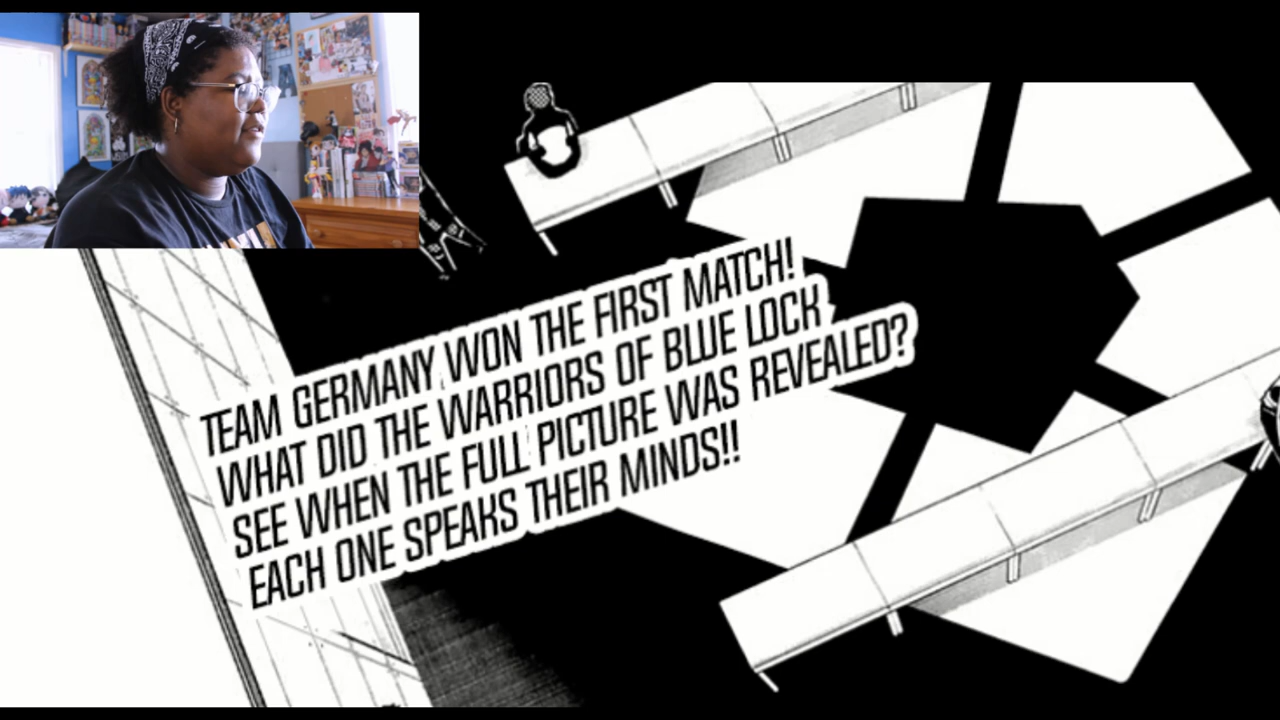 TEAM GERMANY WON THE FIRST MATCH!
WHAT DID THE WARRIORS OF BLUE LOCK
SEE WHEN THE FULL PICTURE WAS REVEALED?
EACH ONE SPEAKS THEIR MINDS!!